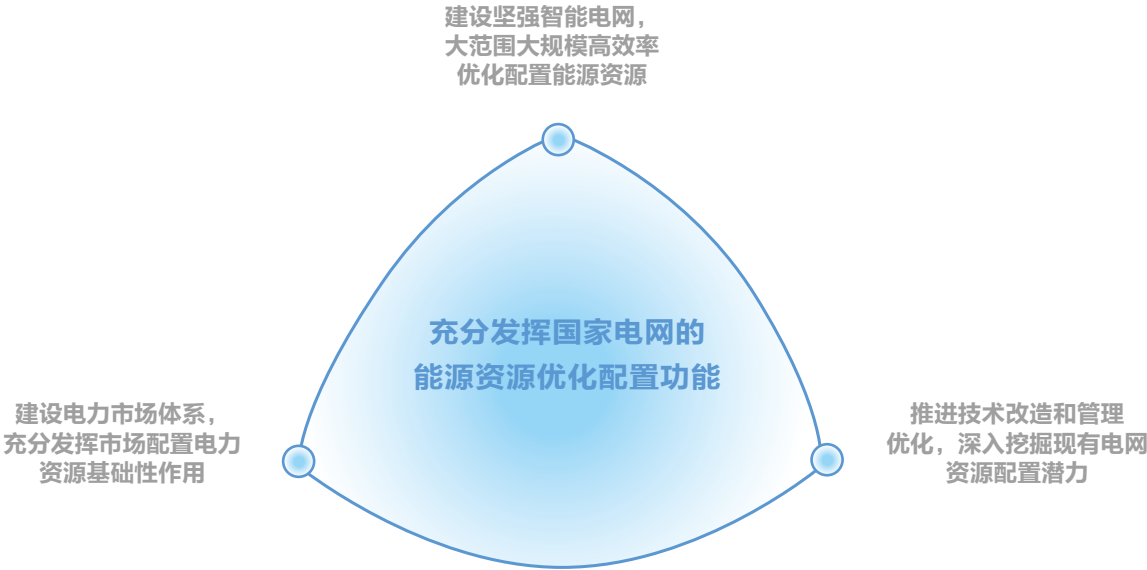 建设坚强智能电网，
大范围大规模高效率
优化配置能源资源
充分发挥国家电网的
能源资源优化配置功能
建设电力市场体系，
充分发挥市场配置电力
资源基础性作用
推进技术改造和管理
优化，深入挖掘现有电网
资源配置潜力